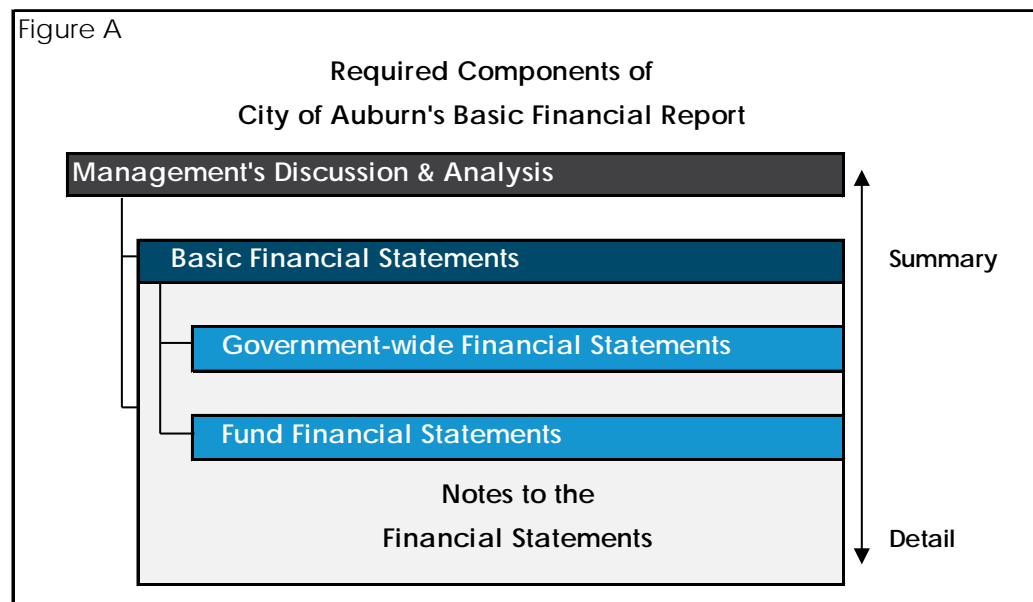 Figure A
Required Components of
City of Auburn's Basic Financial Report
Management's Discussion & Analysis
Basic Financial Statements
Summary
Government-wide Financial Statements
Fund Financial Statements
Notes to the
Financial Statements
Detail